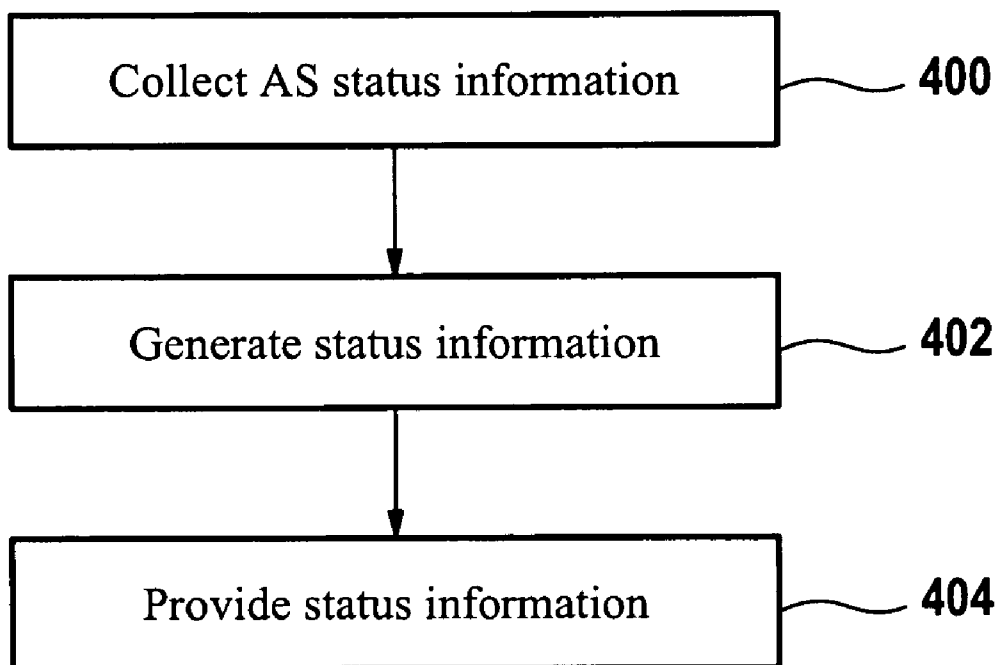 Collect AS status information
400
Generate status information
402
Provide status information
404